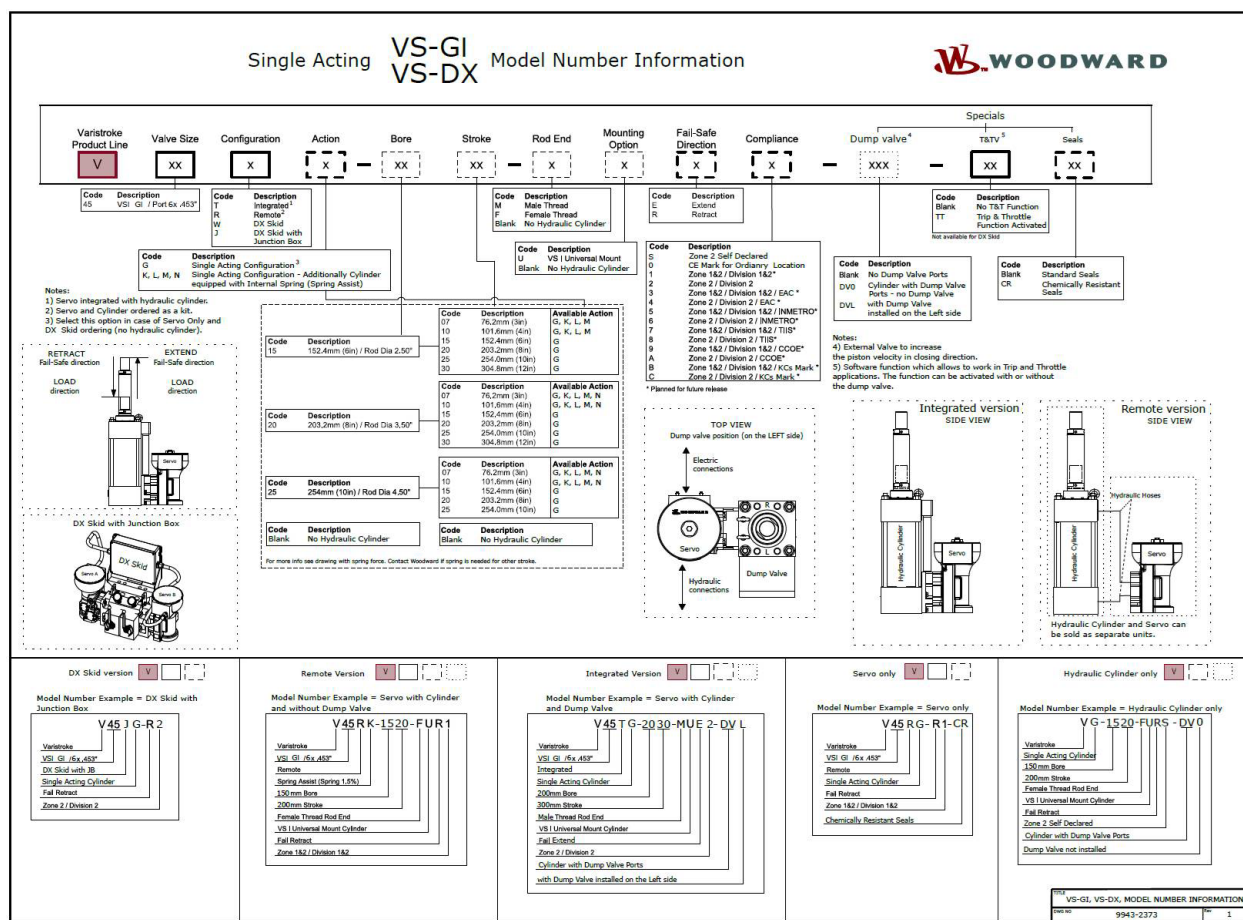 Single Acting VS-GI Model Number Information
VS-DX
WOODWARD
Specials
Varistroke Product Line
Valve Size
Configuration
Action
Bore
Stroke
Rod End
Mounting Option
Fail-Safe Direction
Compliance
Dump valve 4
T&TV 5
Seals
V xx x x – xx xx – x x x x – xxx – xx xx
Code Description
45 VSI GI / Port 6x .453"
Code Description
T Integrated 1
R Remote 2
W DX Skid
J DX Skid with Junction Box
Code Description
G Single Acting Configuration 3
K, L, M, N Single Acting Configuration - Additionally Cylinder
equipped with Internal Spring (Spring Assist)
Code Description
M Male Thread
F Female Thread
Blank No Hydraulic Cylinder
Code Description
U VS I Universal Mount
Blank No Hydraulic Cylinder
Code Description
E Extend
R Retract
Code Description
S Zone 2 Self Declared
0 CE Mark for Ordianry Location
1 Zone 1&2 / Division 1&2*
2 Zone 2 / Division 2
3 Zone 1&2 / Division 1&2 / EAC *
4 Zone 2 / Division 2 / EAC *
5 Zone 1&2 / Division 1&2 / INMETRO*
6 Zone 2 / Division 2 / INMETRO*
7 Zone 1&2 / Division 1&2 / TIIS*
8 Zone 2 / Division 2 / TIIS*
9 Zone 1&2 / Division 1&2 / CCOE*
A Zone 2 / Division 2 / CCOE*
B Zone 1&2 / Division 1&2 / KCs Mark *
C Zone 2 / Division 2 / KCs Mark *
* Planned for future release
Code Description
Blank No Dump Valve Ports
DV0 Cylinder with Dump Valve
Ports - no Dump Valve
DVL with Dump Valve
installed on the Left side
Code Description
Blank No T&T Function
TT Trip & Throttle
Function Activated
Not available for DX Skid
Code Description
Blank Standard Seals
CR Chemically Resistant
Seals
Notes:
1) Servo integrated with hydraulic cylinder.
2) Servo and Cylinder ordered as a kit.
3) Select this option in case of Servo Only and
DX Skid ordering (no hydraulic cylinder).
Notes:
4) External Valve to increase
the piston velocity in closing direction.
5) Software function which allows to work in Trip and Throttle
applications. The function can be activated with or without
the dump valve.
Code Description
15 152.4mm (6in) / Rod Dia 2.50"
Code Description Available Action
07 76,2mm (3in) G, K, L, M
10 101.6mm (4in) G, K, L, M
15 152.4mm (6in) G
20 203.2mm (8in) G
25 254.0mm (10in) G
30 304.8mm (12in) G
Code Description
20 203,2mm (8in) / Rod Dia 3,50"
Code Description Available Action
07 76,2mm (3in) G, K, L, M, N
10 101.6mm (4in) G, K, L, M, N
15 152.4mm (6in) G
20 203,2mm (8in) G
25 254.0mm (10in) G
30 304.8mm (12in) G
Code Description
25 254mm (10in) / Rod Dia 4,50"
Code Description Available Action
07 76.2mm (3in) G, K, L, M, N
10 101.6mm (4in) G, K, L, M, N
15 152.4mm (6in) G
20 203.2mm (8in) G
25 254.0mm (10in) G
Code Description
Blank No Hydraulic Cylinder
Code Description
Blank No Hydraulic Cylinder
For more info see drawing with spring force. Contact Woodward if spring is needed for other stroke.
RETRACT
Fail-Safe direction
EXTEND
Fail-Safe direction
LOAD
direction
LOAD
direction
Servo
DX Skid with Junction Box
DX Skid
Servo A
Servo B
TOP VIEW
Dump valve position (on the LEFT side)
Electric
connections
R
Servo
L
Dump Valve
Hydraulic
connections
Integrated version
SIDE VIEW
Hydraulic Cylinder
Servo
Remote version
SIDE VIEW
Hydraulic Hoses
Hydraulic Cylinder
Servo
Hydraulic Cylinder and Servo can
be sold as separate units.
DX Skid version V
Model Number Example = DX Skid with
Junction Box
V45JG-R2
Varistroke
VSI GI /6x ,453"
DX Skid with JB
Single Acting Cylinder
Fail Retract
Zone 2 / Division 2
Remote Version V
Model Number Example = Servo with Cylinder
and without Dump Valve
V45RK-1520-FUR1
Varistroke
VSI GI /6x ,453"
Remote
Spring Assist (Spring 1,5%)
150mm Bore
200mm Stroke
Female Thread Rod End
VS I Universal Mount Cylinder
Fail Retract
Zone 1&2 / Division 1&2
Integrated Version V
Model Number Example = Servo with Cylinder
and Dump Valve
V45TG-2030-MUE2-DVL
Varistroke
VSI GI /6x ,453"
Integrated
Single Acting Cylinder
200mm Bore
300mm Stroke
Male Thread Rod End
VS I Universal Mount Cylinder
Fail Extend
Zone 2 / Division 2
Cylinder with Dump Valve Ports
with Dump Valve installed on the Left side
Servo only V
Model Number Example = Servo only
V45RG-R1-CR
Varistroke
VSI GI /6x ,453"
Remote
Single Acting Cylinder
Fail Retract
Zone 1&2 / Division 1&2
Chemically Resistant Seals
Hydraulic Cylinder only V
Model Number Example = Hydraulic Cylinder only
VG-1520-FURS-DV0
Varistroke
Single Acting Cylinder
150mm Bore
200mm Stroke
Female Thread Rod End
VS I Universal Mount Cylinder
Fail Retract
Zone 2 Self Declared
Cylinder with Dump Valve Ports
Dump Valve not installed
TITLE
VS-GI, VS-DX, MODEL NUMBER INFORMATION
DWG NO
9943-2373
Rev
1